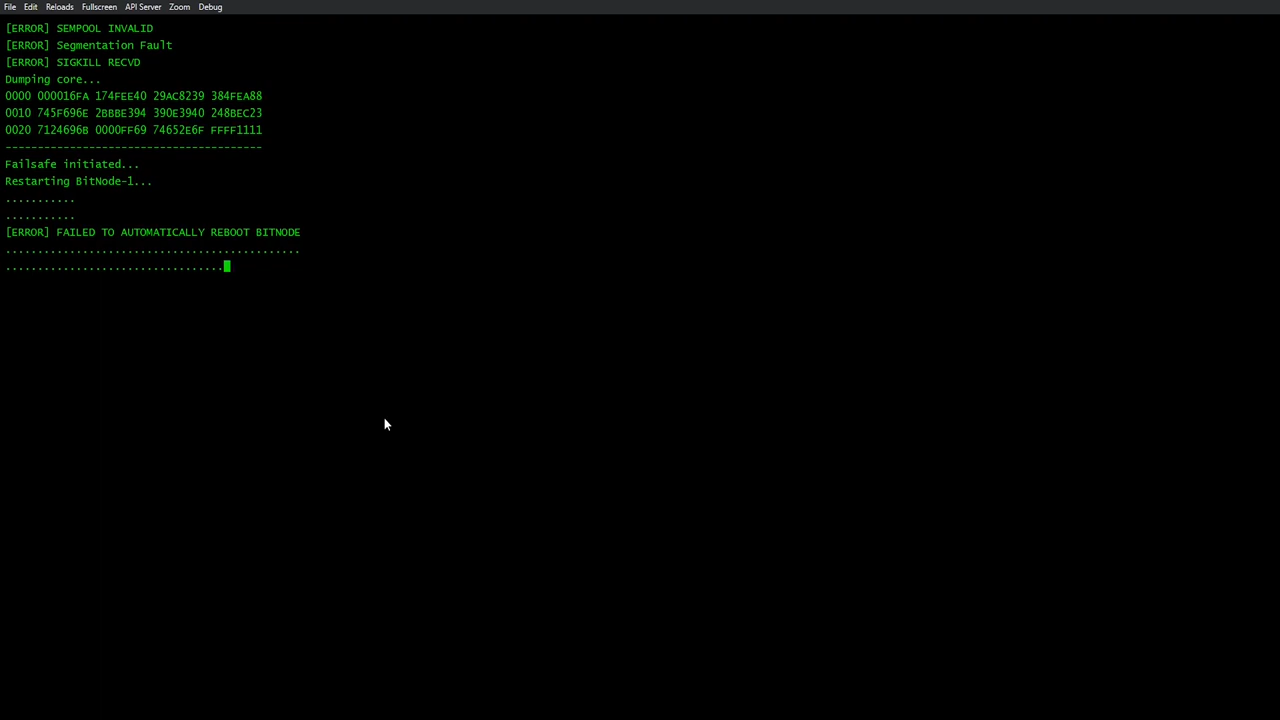 File Edit Reloads Fullscreen API Server Zoom Debug
[ERROR] SEMPOOL INVALID
[ERROR] Segmentation Fault
[ERROR] SIGKILL RECVD
Dumping core...
0000 000016FA 174FEE40 29AC8239 384FEA88
0010 745F696E 2BBBE394 390E3940 248BEC23
0020 7124696B 0000FF69 74652E6F FFFF1111
----------------------------------------
Failsafe initiated...
Restarting BitNode-1...
...........
...........
[ERROR] FAILED TO AUTOMATICALLY REBOOT BITNODE
..............................................
..................................